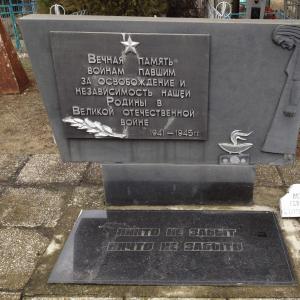 Вечная память
воинам павшим
за освобождение и
независимость нашей
Родины в
Великой отечественной
войне
1941–1945гг.
никто не забыт
ничто не забыто